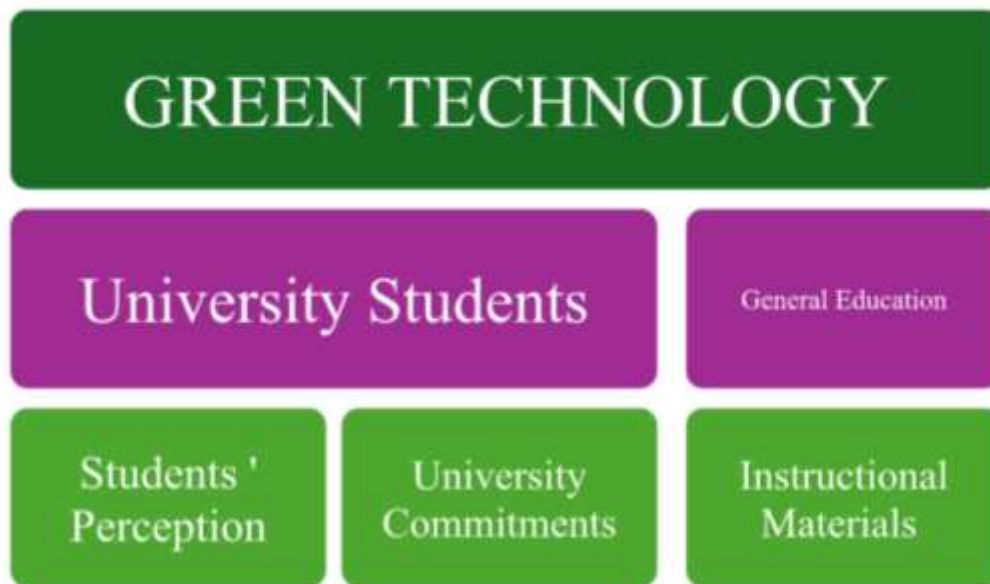 GREEN TECHNOLOGY
University Students
General Education
Students '
Perception
University
Commitments
Instructional
Materials